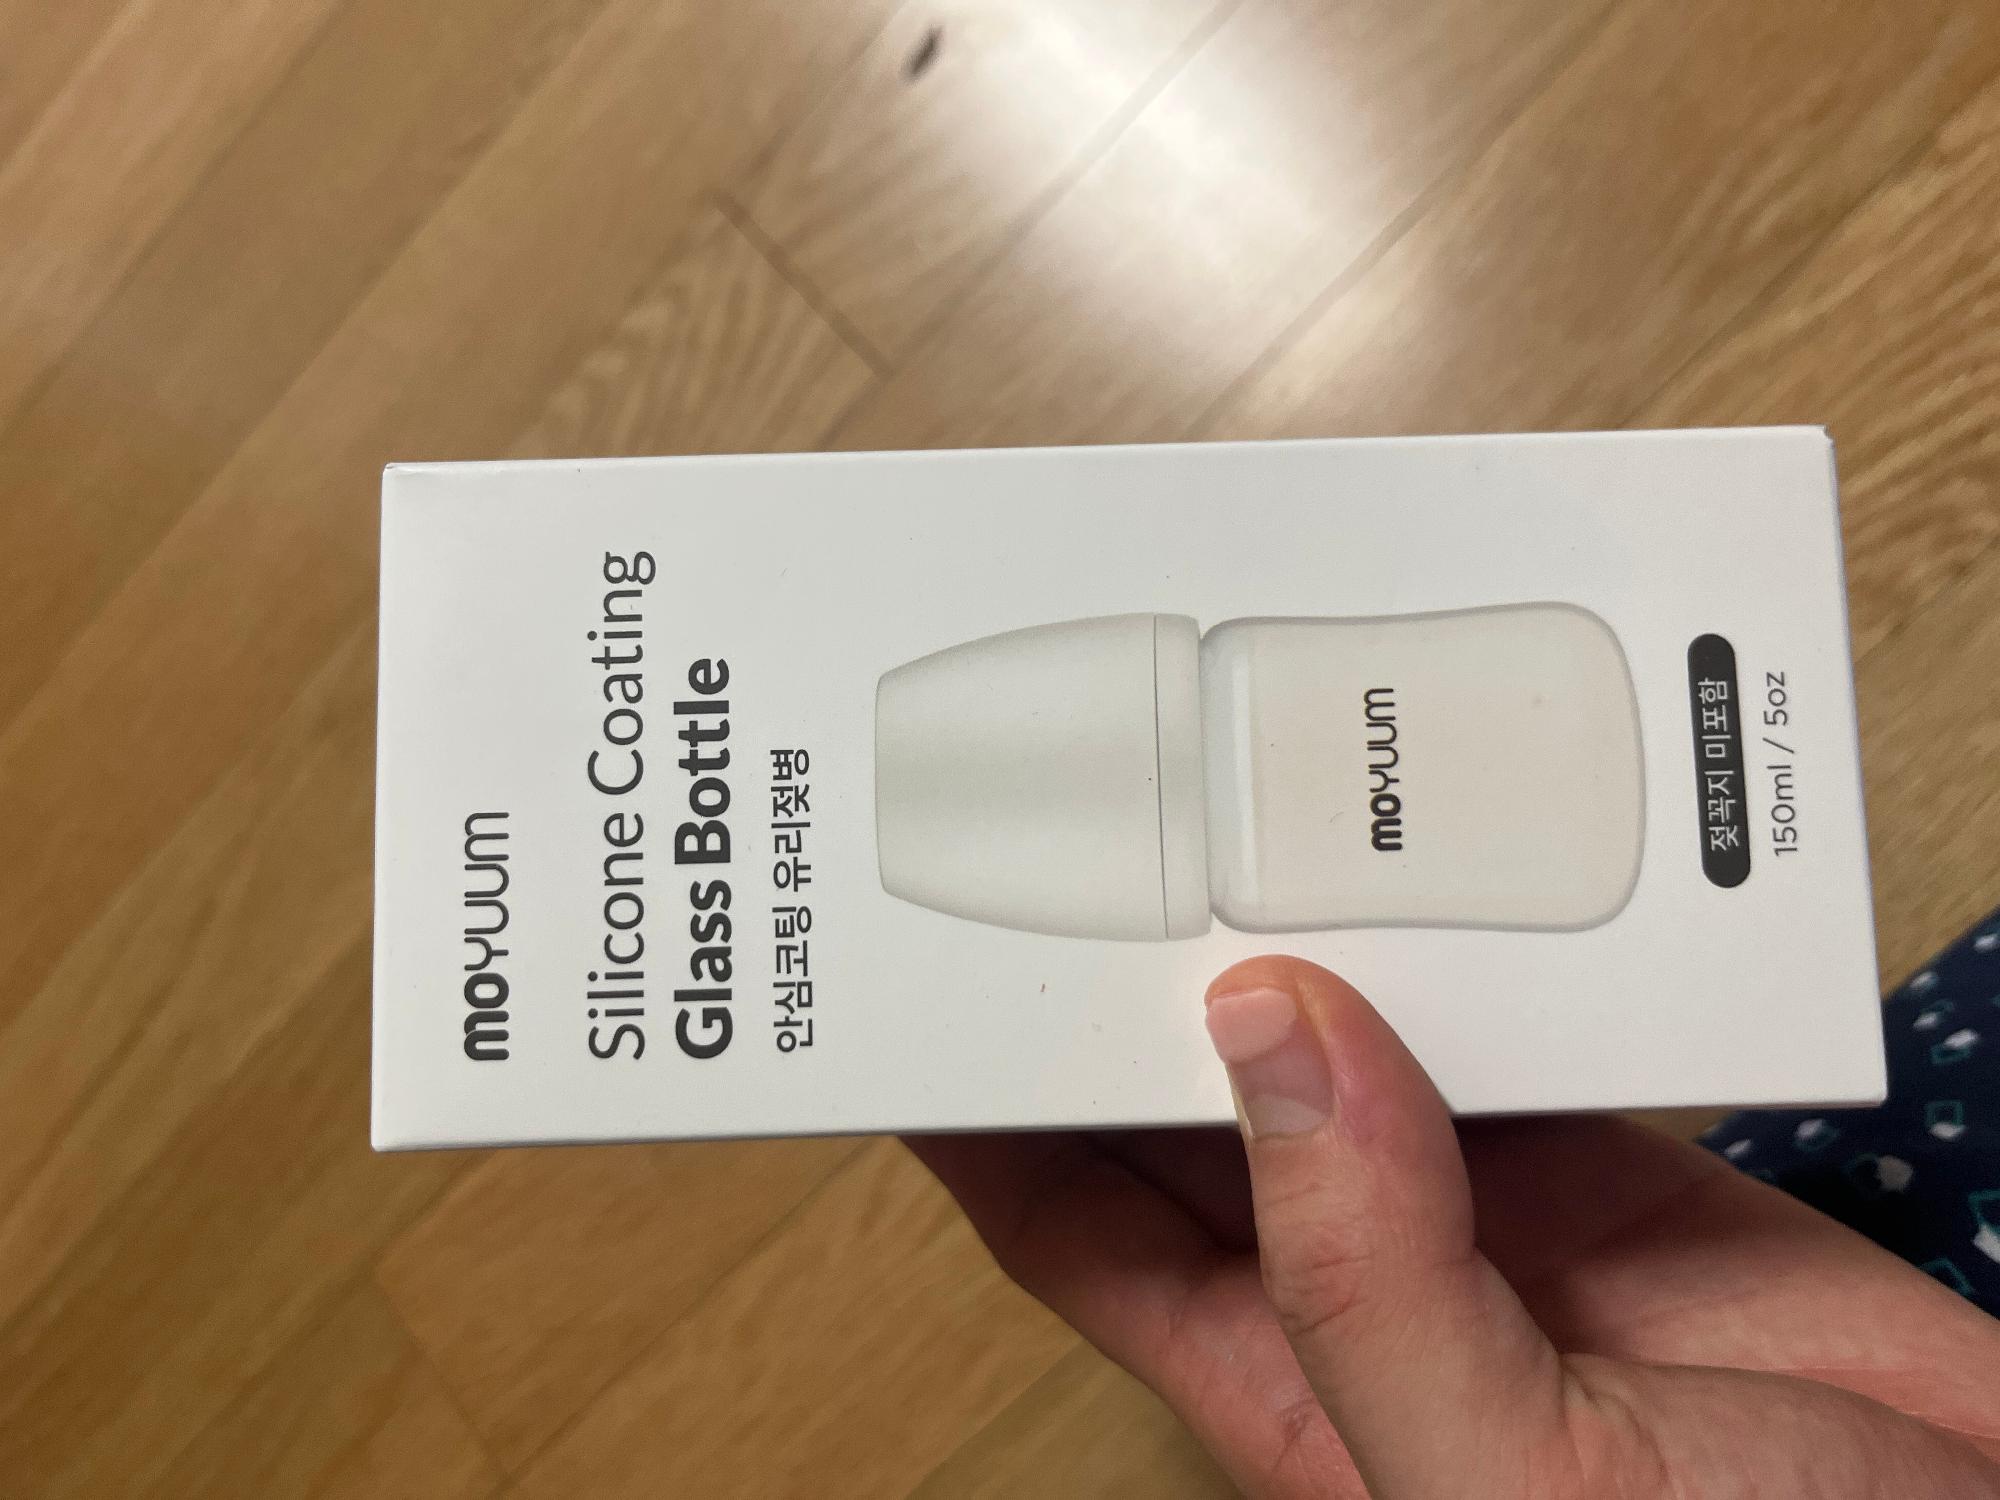 moyuum
Silicone Coating
Glass Bottle
안심코팅 유리젖병
moyuum
젖꼭지 미포함
150ml / 5oz